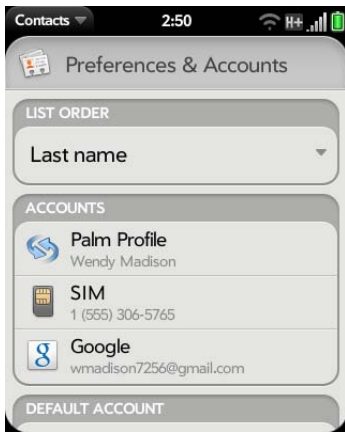 Contacts 2:50 H+
Preferences & Accounts
LIST ORDER
Last name
ACCOUNTS
Palm Profile
Wendy Madison
SIM
1 (555) 306-5765
8 Google
wmadison7256@gmail.com
DEFAULT ACCOUNT